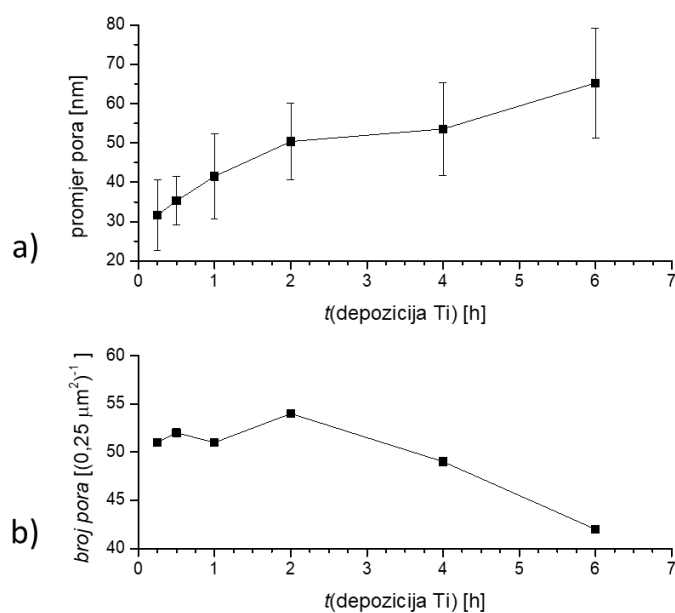 80
70
60
50
40
30
20
promjer pora [nm]
a)
0 1 2 3 4 5 6 7
t(depozicija Ti) [h]
60
55
50
45
40
broj pora [(0,25 μm²)⁻¹ ]
b)
0 1 2 3 4 5 6 7
t(depozicija Ti) [h]